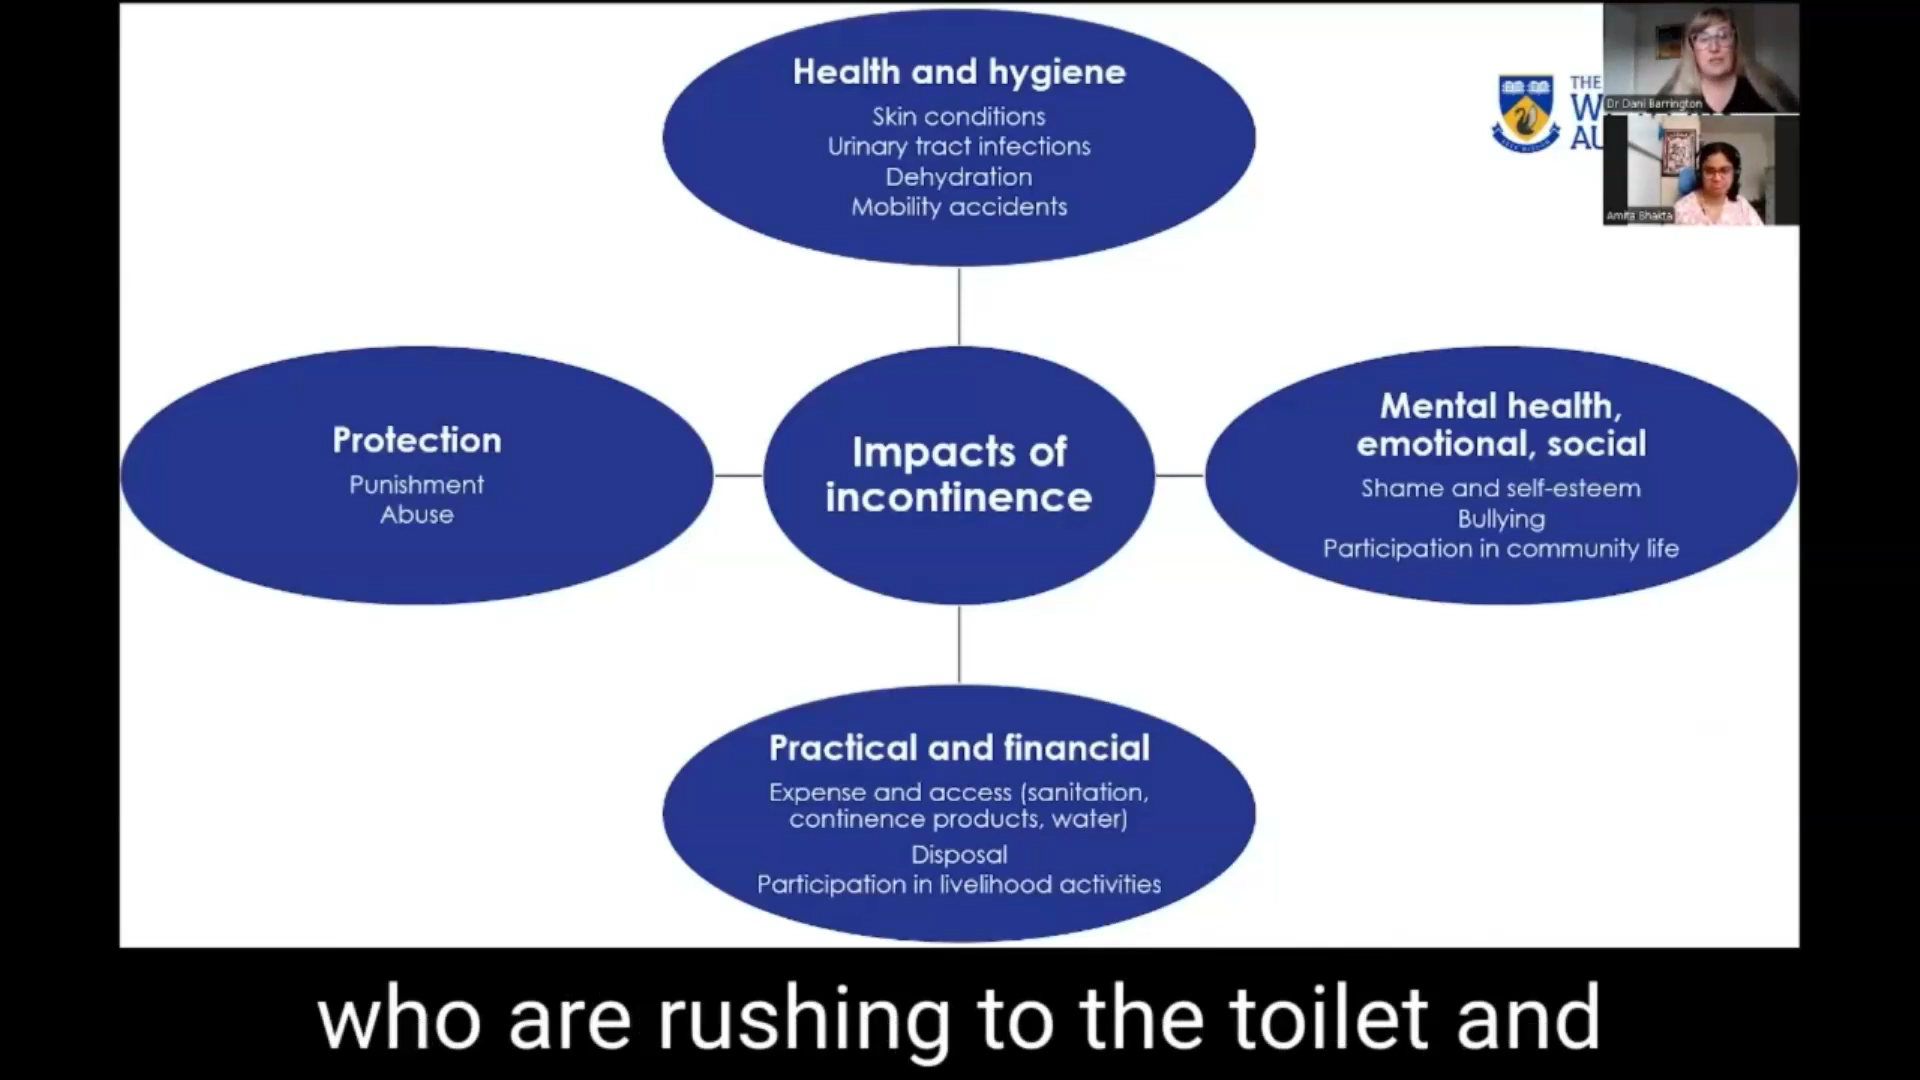 Health and hygiene
Skin conditions
Urinary tract infections
Dehydration
Mobility accidents
THE
W
AU
Dr Dani Barrington
Amita Bhakta
Protection
Punishment
Abuse
Impacts of
incontinence
Mental health,
emotional, social
Shame and self-esteem
Bullying
Participation in community life
Practical and financial
Expense and access (sanitation,
continence products, water)
Disposal
Participation in livelihood activities
who are rushing to the toilet and